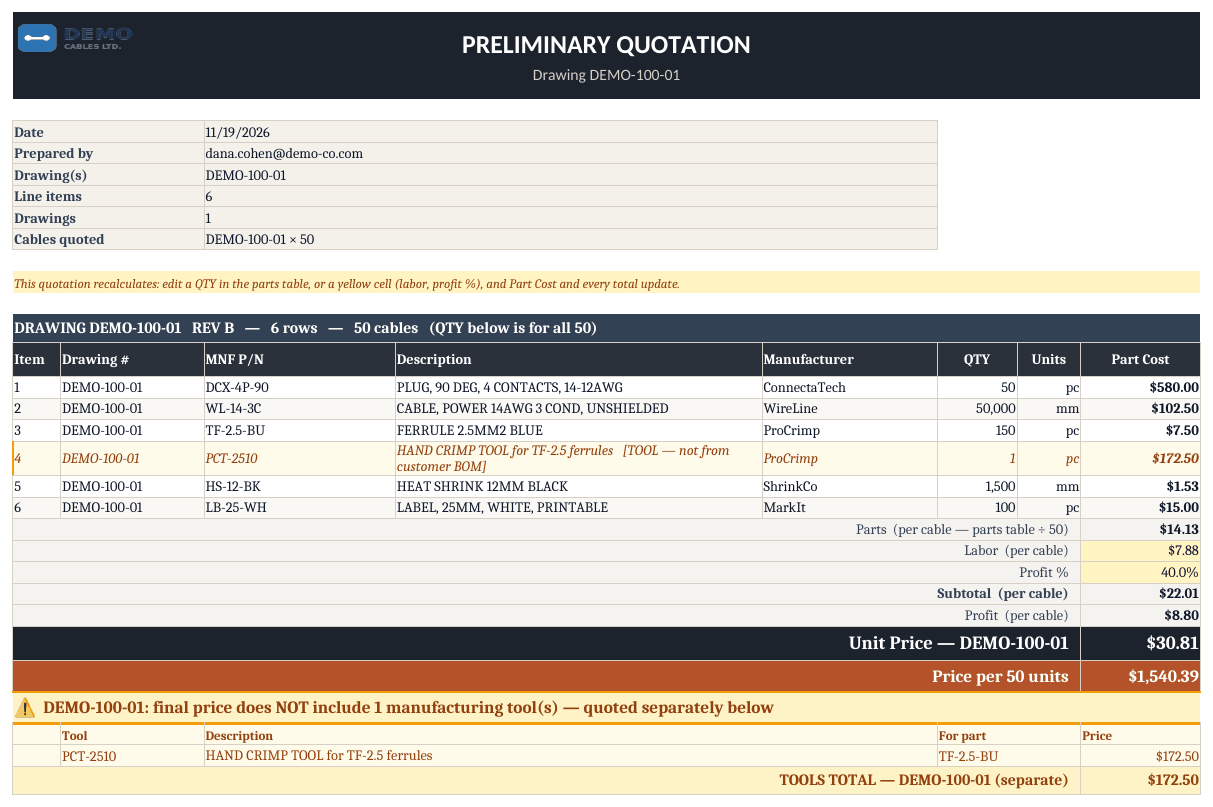 DEMO
CABLES LTD.
PRELIMINARY QUOTATION
Drawing DEMO-100-01
Date 11/19/2026
Prepared by dana.cohen@demo-co.com
Drawing(s) DEMO-100-01
Line items 6
Drawings 1
Cables quoted DEMO-100-01 × 50
This quotation recalculates: edit a QTY in the parts table, or a yellow cell (labor, profit %), and Part Cost and every total update.
DRAWING DEMO-100-01 REV B — 6 rows — 50 cables (QTY below is for all 50)
Item Drawing # MNF P/N Description Manufacturer QTY Units Part Cost
1 DEMO-100-01 DCX-4P-90 PLUG, 90 DEG, 4 CONTACTS, 14-12AWG ConnectaTech 50 pc $580.00
2 DEMO-100-01 WL-14-3C CABLE, POWER 14AWG 3 COND, UNSHIELDED WireLine 50,000 mm $102.50
3 DEMO-100-01 TF-2.5-BU FERRULE 2.5MM2 BLUE ProCrimp 150 pc $7.50
4 DEMO-100-01 PCT-2510 HAND CRIMP TOOL for TF-2.5 ferrules [TOOL — not from
customer BOM] ProCrimp 1 pc $172.50
5 DEMO-100-01 HS-12-BK HEAT SHRINK 12MM BLACK ShrinkCo 1,500 mm $1.53
6 DEMO-100-01 LB-25-WH LABEL, 25MM, WHITE, PRINTABLE MarkIt 100 pc $15.00
Parts (per cable — parts table ÷ 50) $14.13
Labor (per cable) $7.88
Profit % 40.0%
Subtotal (per cable) $22.01
Profit (per cable) $8.80
Unit Price — DEMO-100-01 $30.81
Price per 50 units $1,540.39
⚠️ DEMO-100-01: final price does NOT include 1 manufacturing tool(s) — quoted separately below
Tool Description For part Price
PCT-2510 HAND CRIMP TOOL for TF-2.5 ferrules TF-2.5-BU $172.50
TOOLS TOTAL — DEMO-100-01 (separate) $172.50